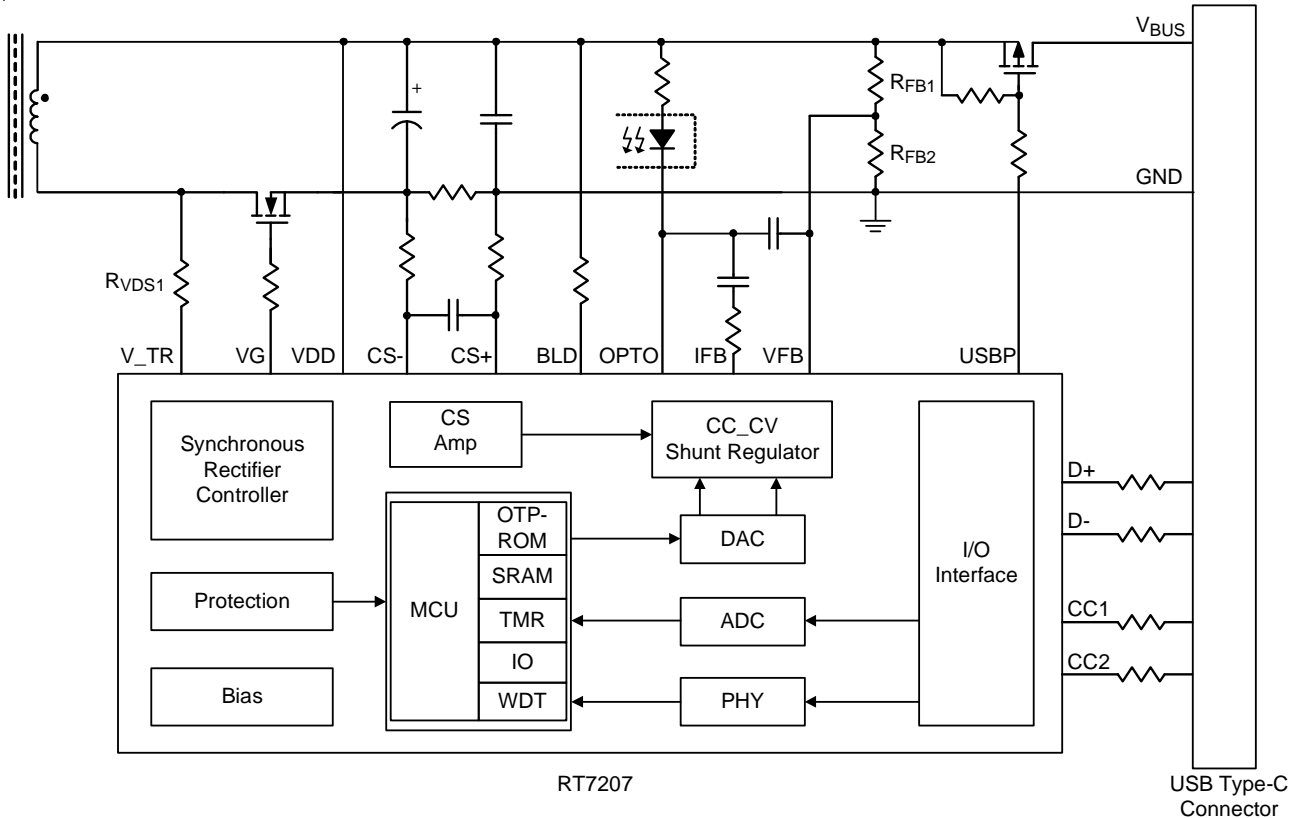 VBUS
RFB1
RFB2
GND
RVDS1
+
V_TR
VG
VDD
CS-
CS+
BLD
OPTO
IFB
VFB
USBP
Synchronous
Rectifier
Controller
CS
Amp
CC_CV
Shunt Regulator
I/O
Interface
D+
D-
CC1
CC2
MCU
OTP-
ROM
SRAM
TMR
IO
WDT
DAC
ADC
PHY
Protection
Bias
RT7207
USB Type-C
Connector